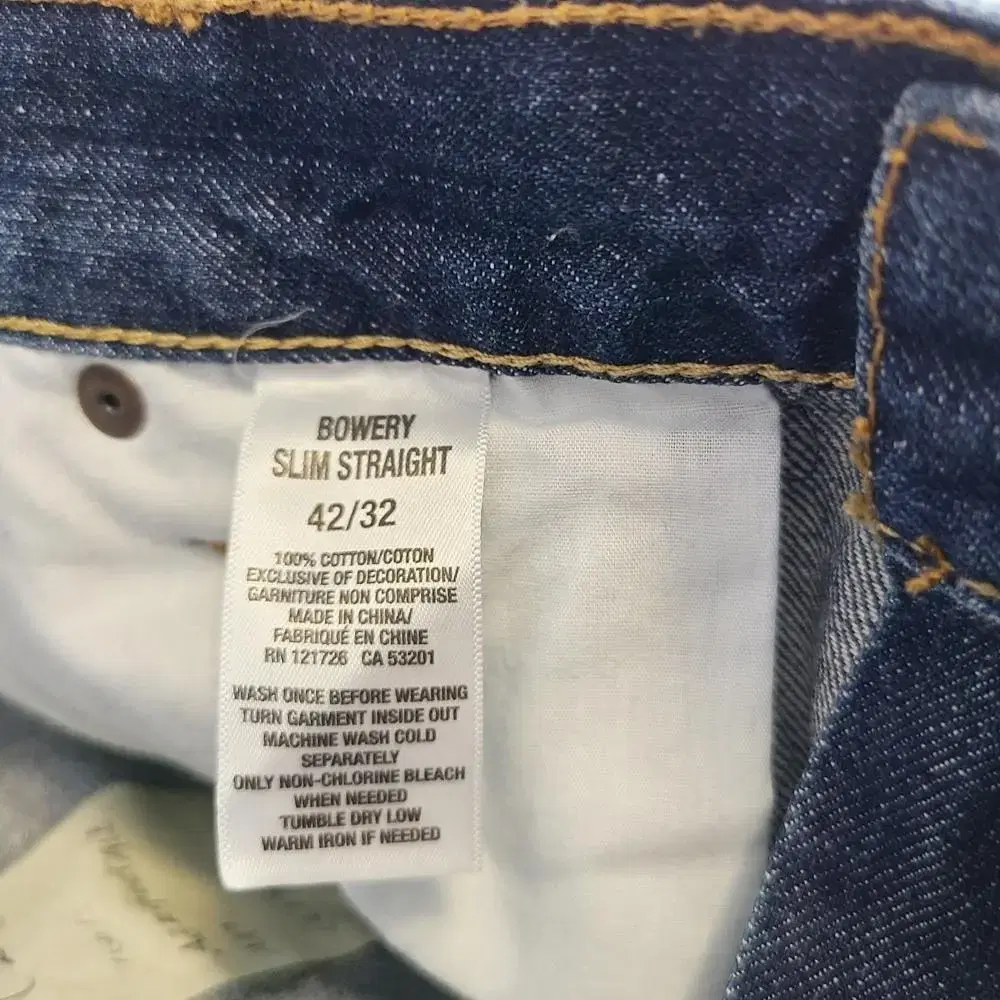 BOWERY
SLIM STRAIGHT
42/32
100% COTTON/COTON
EXCLUSIVE OF DECORATION/
GARNITURE NON COMPRISE
MADE IN CHINA/
FABRIQUÉ EN CHINE
RN 121726 CA 53201
WASH ONCE BEFORE WEARING
TURN GARMENT INSIDE OUT
MACHINE WASH COLD
SEPARATELY
ONLY NON-CHLORINE BLEACH
WHEN NEEDED
TUMBLE DRY LOW
WARM IRON IF NEEDED